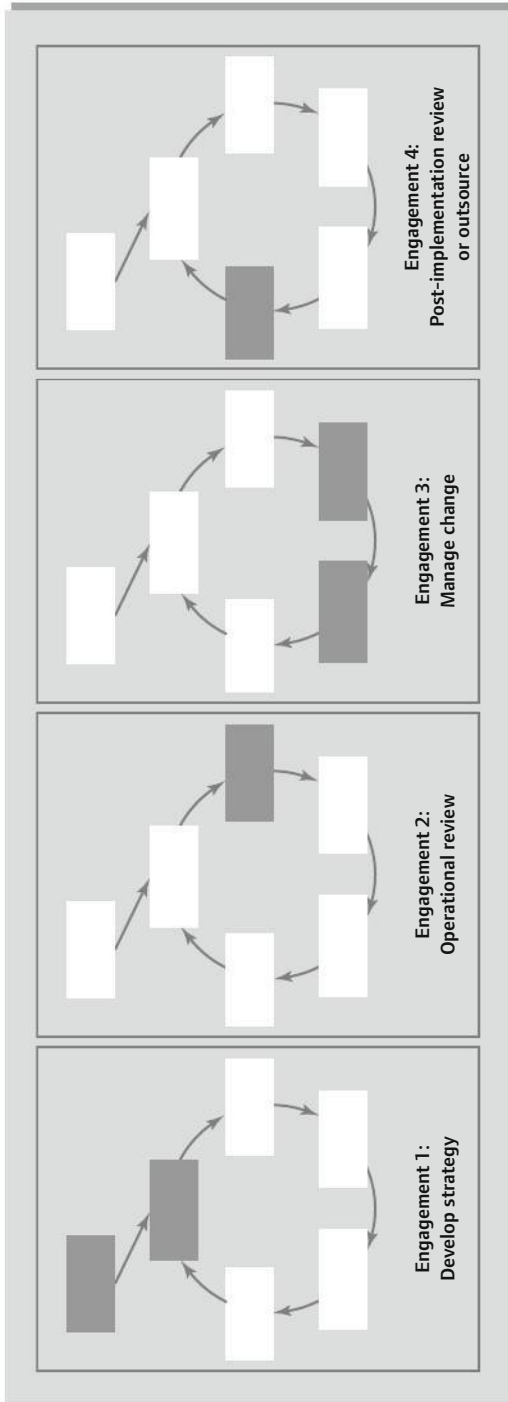 Engagement 1:
Develop strategy
Engagement 2:
Operational review
Engagement 3:
Manage change
Engagement 4:
Post-implementation review
or outsource